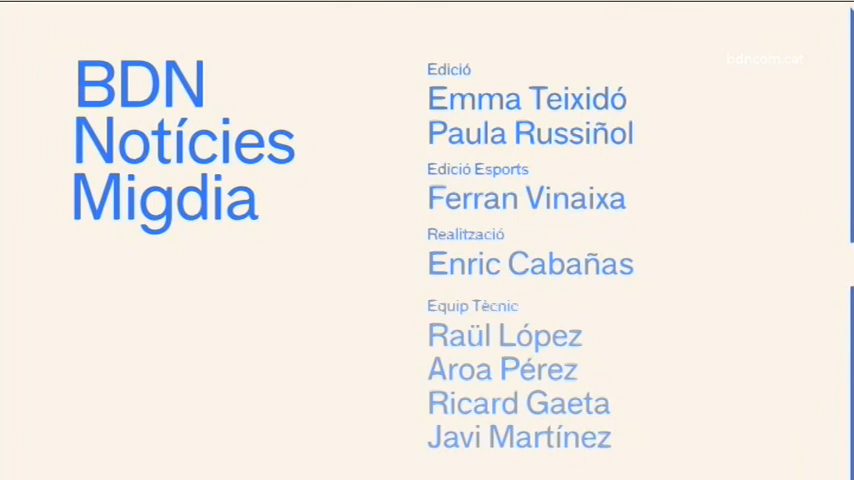 BDN
Notícies
Migdia
bdncom.cat
Edició
Emma Teixidó
Paula Russiñol
Edició Esports
Ferran Vinaixa
Realització
Enric Cabañas
Equip Tècnic
Raül López
Aroa Pérez
Ricard Gaeta
Javi Martínez